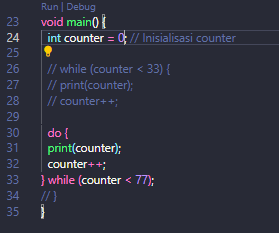 Run | Debug
23 void main() {
24 int counter = 0; // Inisialisasi counter
25
26 // while (counter < 33) {
27 // print(counter);
28 // counter++;
29
30 do {
31 print(counter);
32 counter++;
33 } while (counter < 77);
34 // }
35 }